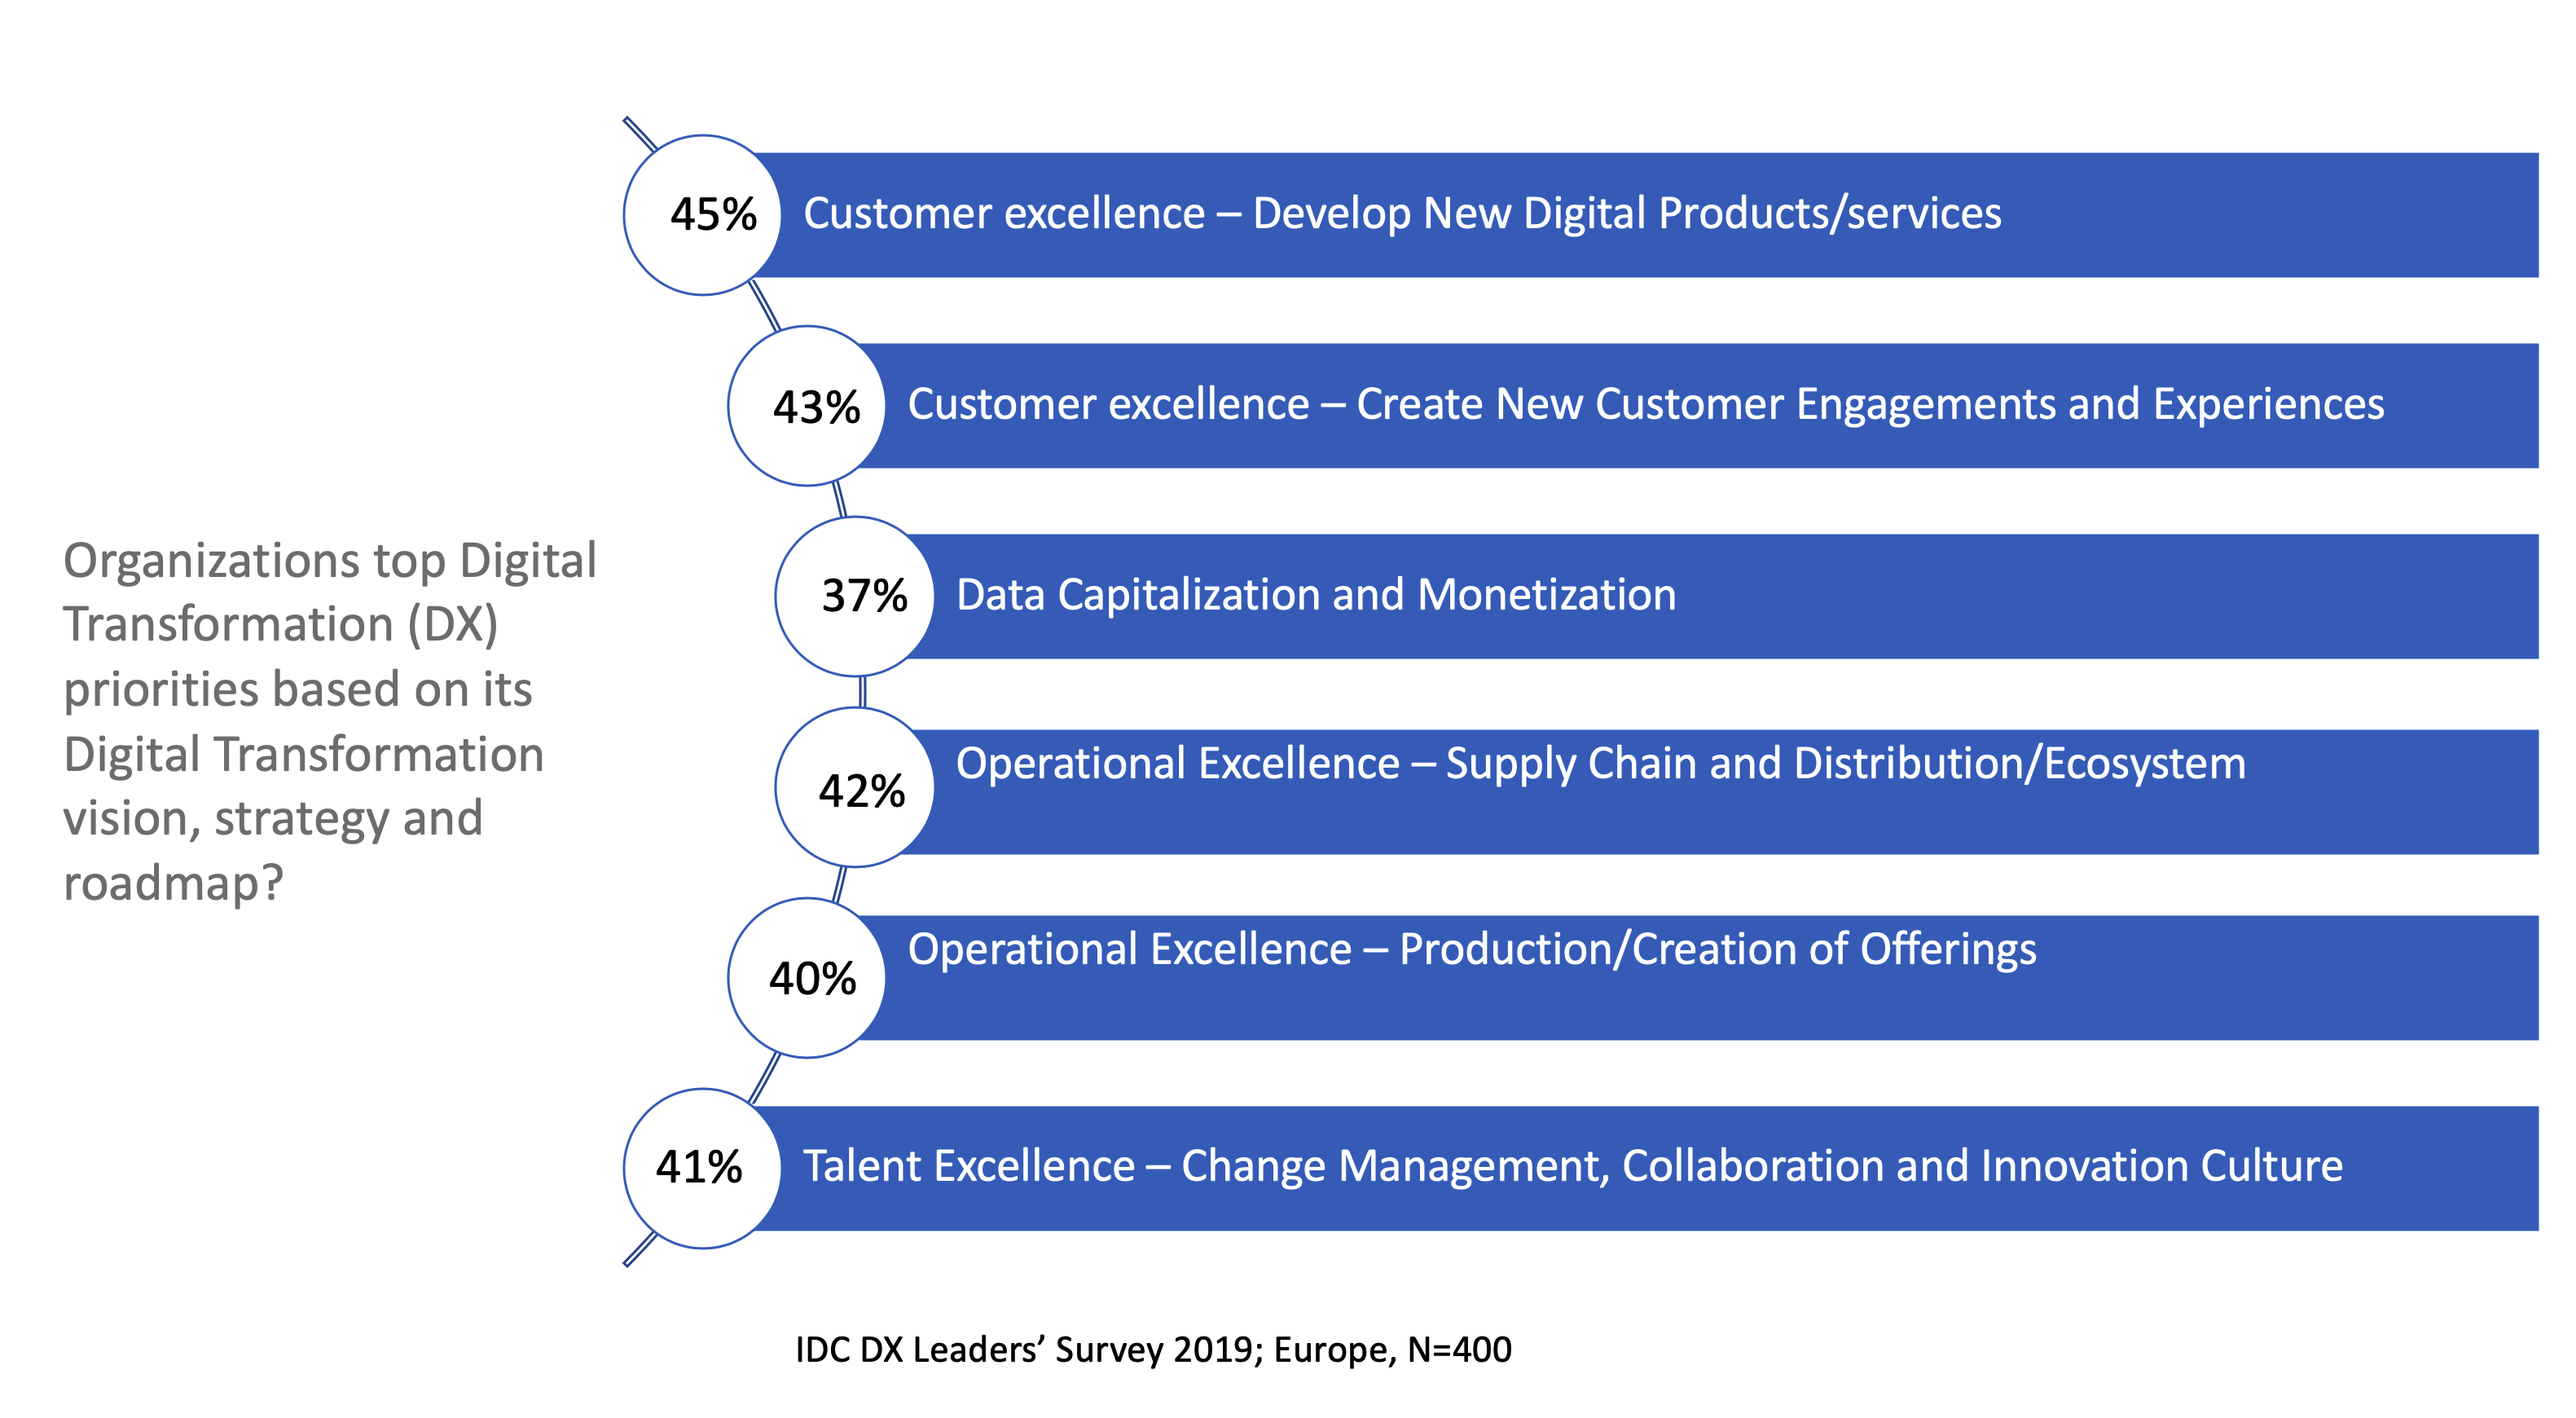 45%
Customer excellence – Develop New Digital Products/services
43%
Customer excellence – Create New Customer Engagements and Experiences
37%
Data Capitalization and Monetization
Organizations top Digital
Transformation (DX)
priorities based on its
Digital Transformation
vision, strategy and
roadmap?
42%
Operational Excellence – Supply Chain and Distribution/Ecosystem
40%
Operational Excellence – Production/Creation of Offerings
41%
Talent Excellence – Change Management, Collaboration and Innovation Culture
IDC DX Leaders’ Survey 2019; Europe, N=400